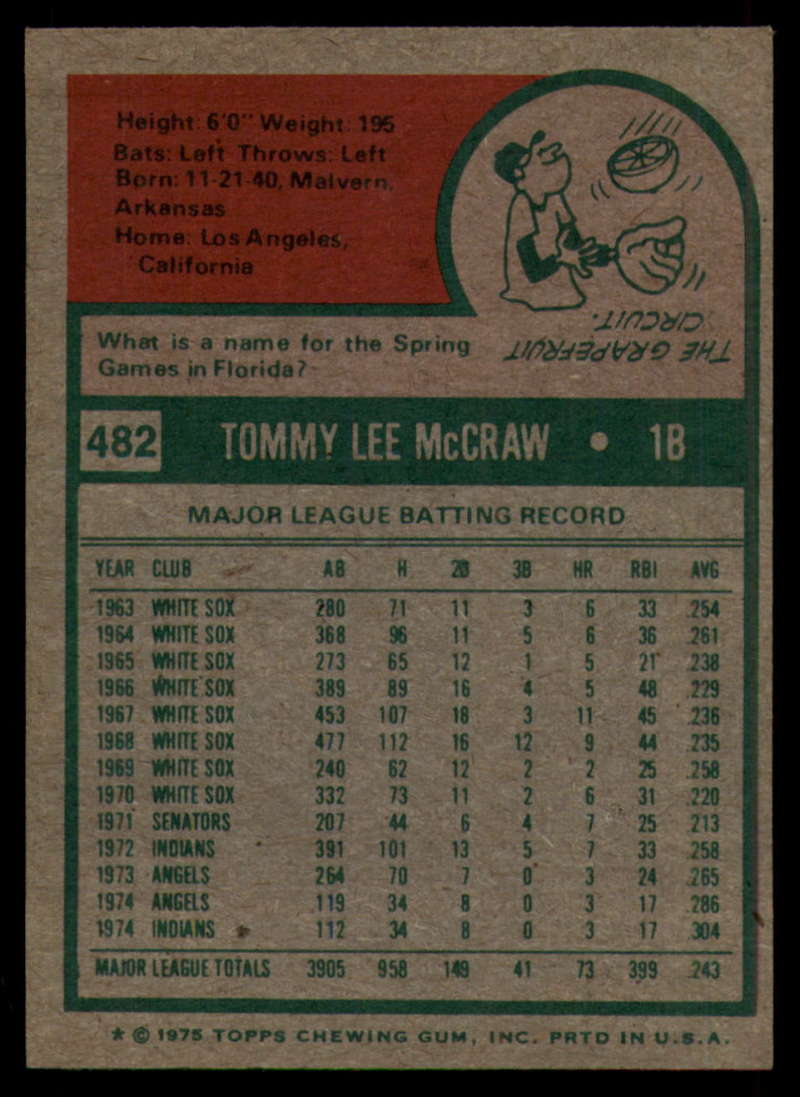 Height: 6'0" Weight: 195
Bats: Left Throws: Left
Born: 11-21-40, Malvern,
Arkansas
Home: Los Angeles,
California
THE GRAPEFRUIT
CIRCUIT.
What is a name for the Spring
Games in Florida?
482 TOMMY LEE McCRAW • 1B
MAJOR LEAGUE BATTING RECORD
YEAR CLUB AB H 2B 3B HR RBI AVG
1963 WHITE SOX 280 71 11 3 6 33 .254
1964 WHITE SOX 368 96 11 5 6 36 .261
1965 WHITE SOX 273 65 12 1 5 21 .238
1966 WHITE SOX 389 89 16 4 5 48 .229
1967 WHITE SOX 453 107 18 3 11 45 .236
1968 WHITE SOX 477 112 16 12 9 44 .235
1969 WHITE SOX 240 62 12 2 2 25 .258
1970 WHITE SOX 332 73 11 2 6 31 .220
1971 SENATORS 207 44 6 4 7 25 .213
1972 INDIANS 391 101 13 5 7 33 .258
1973 ANGELS 264 70 7 0 3 24 .265
1974 ANGELS 119 34 8 0 3 17 .286
1974 INDIANS 112 34 8 0 3 17 .304
MAJOR LEAGUE TOTALS 3905 958 149 41 73 399 .243
* © 1975 TOPPS CHEWING GUM, INC. PRTD IN U.S.A.